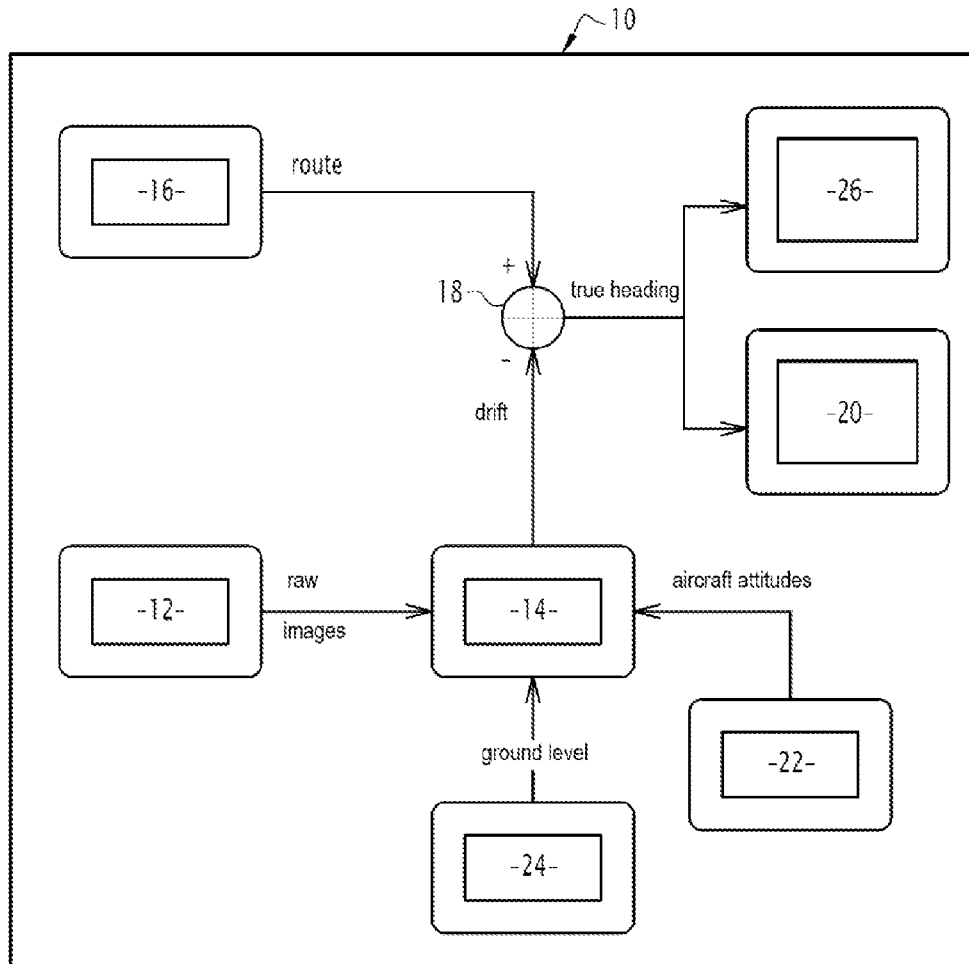 10
-16-
route
-26-
+
18
true heading
-
drift
-20-
-12-
raw
images
-14-
aircraft attitudes
ground level
-22-
-24-